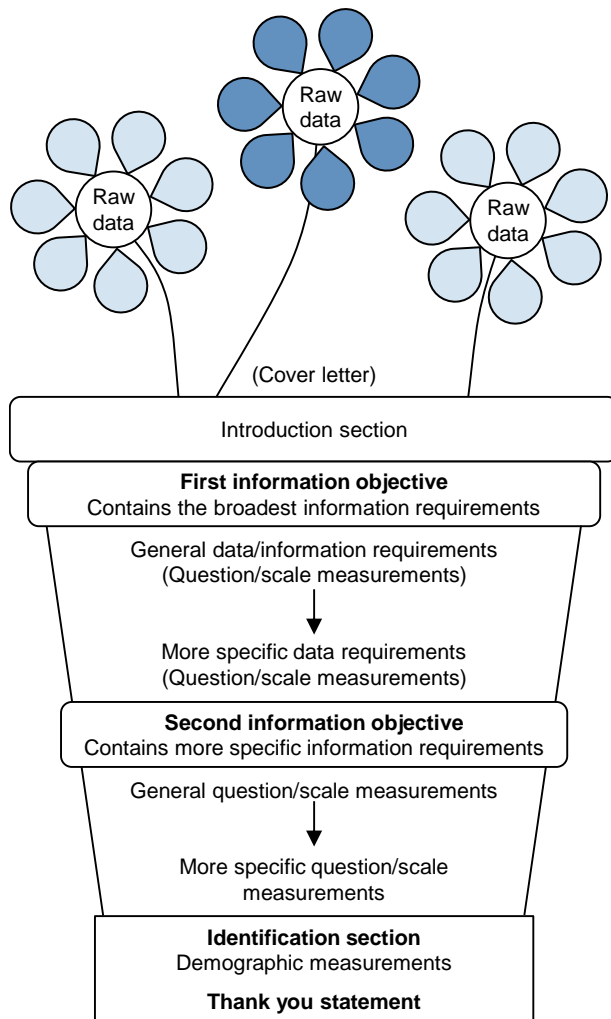 Raw
data
Raw
data
Raw
data
(Cover letter)
Introduction section
First information objective
Contains the broadest information requirements
General data/information requirements
(Question/scale measurements)
More specific data requirements
(Question/scale measurements)
Second information objective
Contains more specific information requirements
General question/scale measurements
More specific question/scale
measurements
Identification section
Demographic measurements
Thank you statement